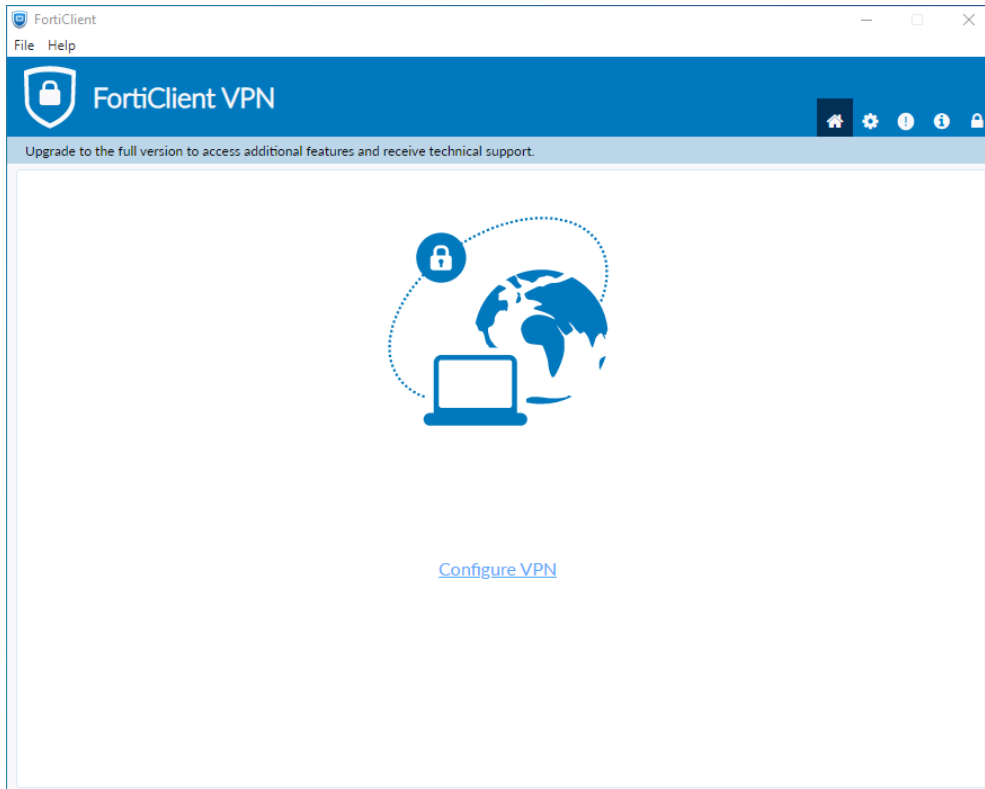 FortiClient
File Help
FortiClient VPN
Upgrade to the full version to access additional features and receive technical support.
Configure VPN